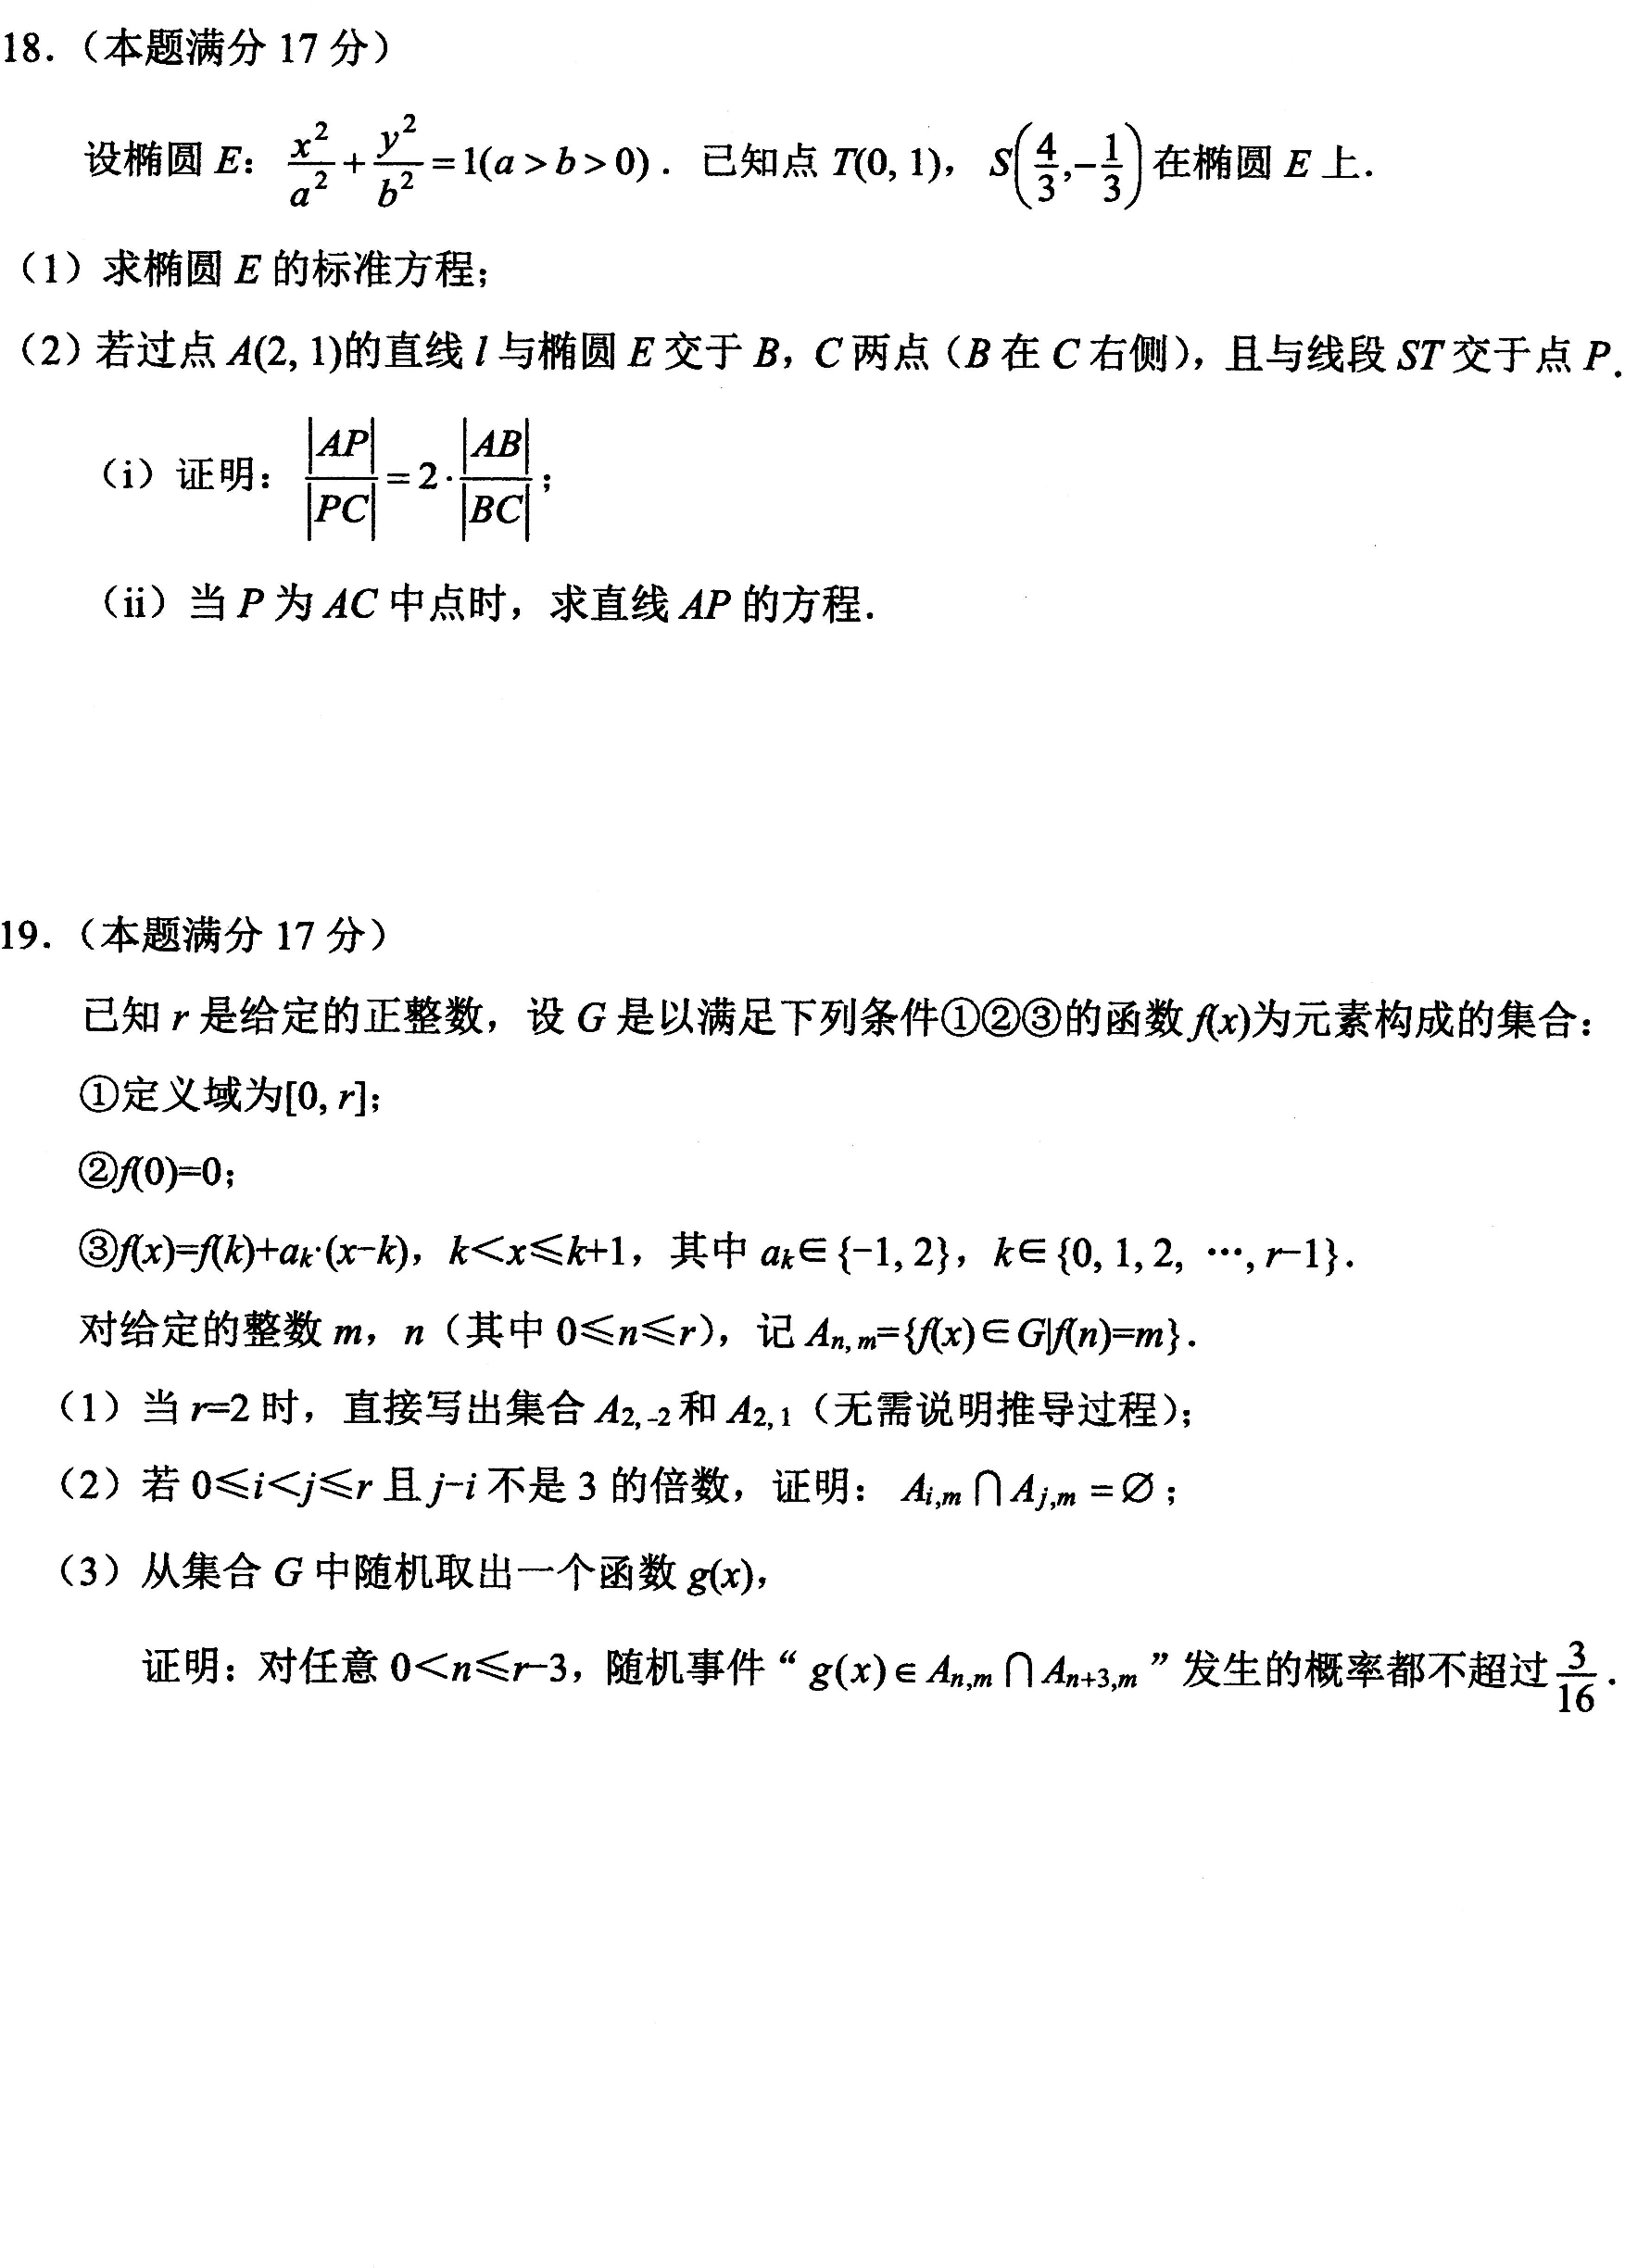 18.（本题满分 17 分）
设椭圆 E： x²/a² + y²/b² = 1(a > b > 0)． 已知点 T(0, 1)， S(4/3, -1/3) 在椭圆 E 上．
（1）求椭圆 E 的标准方程；
（2）若过点 A(2, 1)的直线 l 与椭圆 E 交于 B，C 两点（B 在 C 右侧），且与线段 ST 交于点 P．
（i）证明： |AP|/|PC| = 2·|AB|/|BC|；
（ii）当 P 为 AC 中点时，求直线 AP 的方程．
19.（本题满分 17 分）
已知 r 是给定的正整数，设 G 是以满足下列条件①②③的函数 f(x)为元素构成的集合：
①定义域为[0, r]；
②f(0)=0；
③f(x)=f(k)+aₖ·(x−k)，k＜x≤k+1，其中 aₖ∈{−1, 2}，k∈{0, 1, 2, ⋯, r−1}．
对给定的整数 m，n（其中 0≤n≤r），记 Aₙ, ₘ={f(x)∈G|f(n)=m}．
（1）当 r=2 时，直接写出集合 A₂, ₋₂ 和 A₂, ₁（无需说明推导过程）；
（2）若 0≤i＜j≤r 且 j−i 不是 3 的倍数，证明： A_{i,m}⋂A_{j,m} =∅；
（3）从集合 G 中随机取出一个函数 g(x)，
证明：对任意 0＜n≤r−3，随机事件“ g(x)∈A_{n,m}⋂A_{n+3,m} ”发生的概率都不超过 3/16．